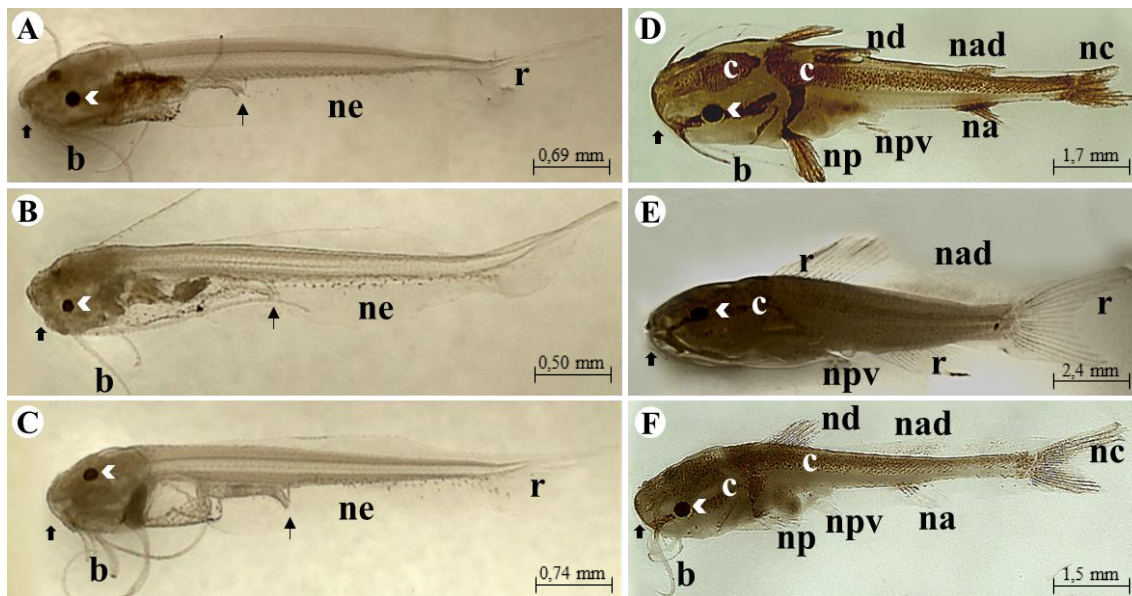 A
r
ne
b
0,69 mm
B
ne
b
0,50 mm
C
ne
r
b
0,74 mm
D
nd
nad
nc
c
c
na
npv
np
b
1,7 mm
E
r
nad
c
r
npv
r
2,4 mm
F
nd
nad
nc
c
c
na
npv
np
b
1,5 mm